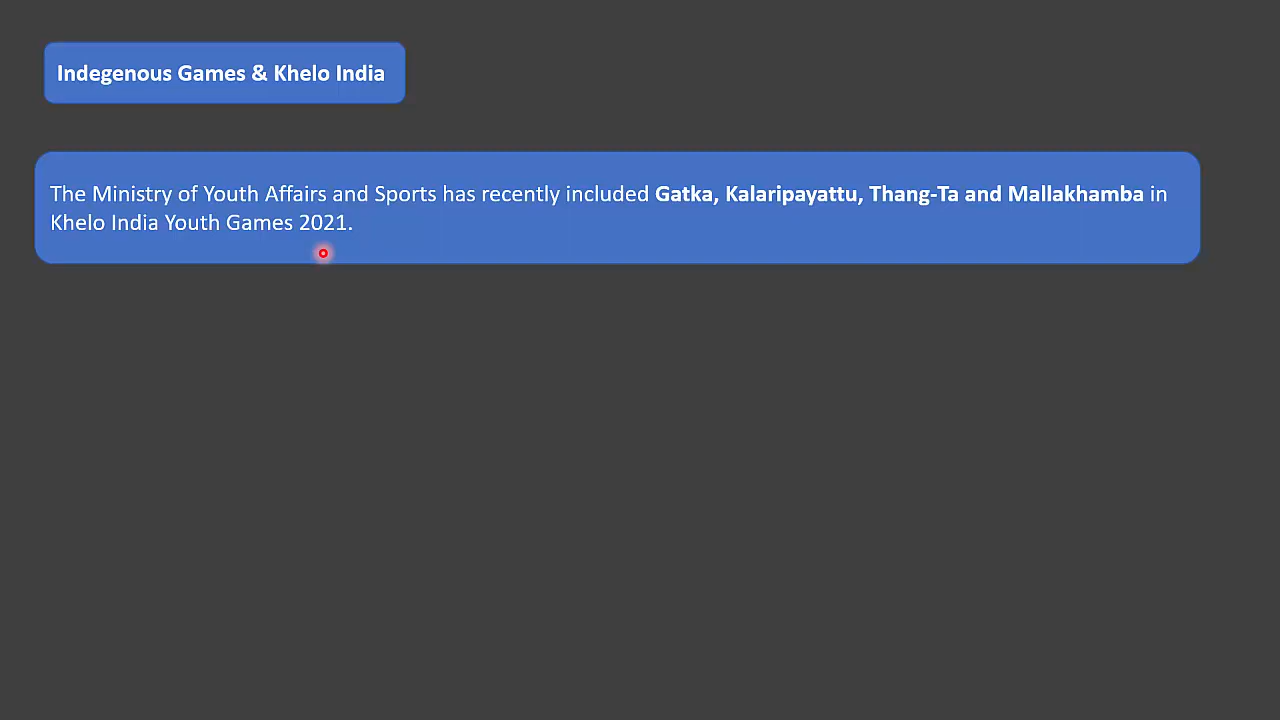 Indegenous Games & Khelo India
The Ministry of Youth Affairs and Sports has recently included Gatka, Kalaripayattu, Thang-Ta and Mallakhamba in
Khelo India Youth Games 2021.